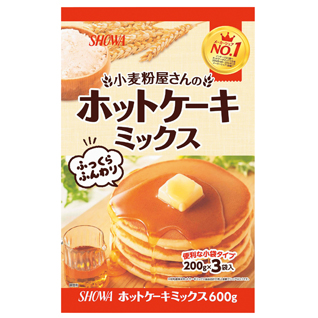 SHOWA
No.1
小麦粉屋さんの
ホットケーキ
ミックス
ふっくら
ふんわり
便利な小袋タイプ
200g×3袋入
SHOWA ホットケーキミックス600g